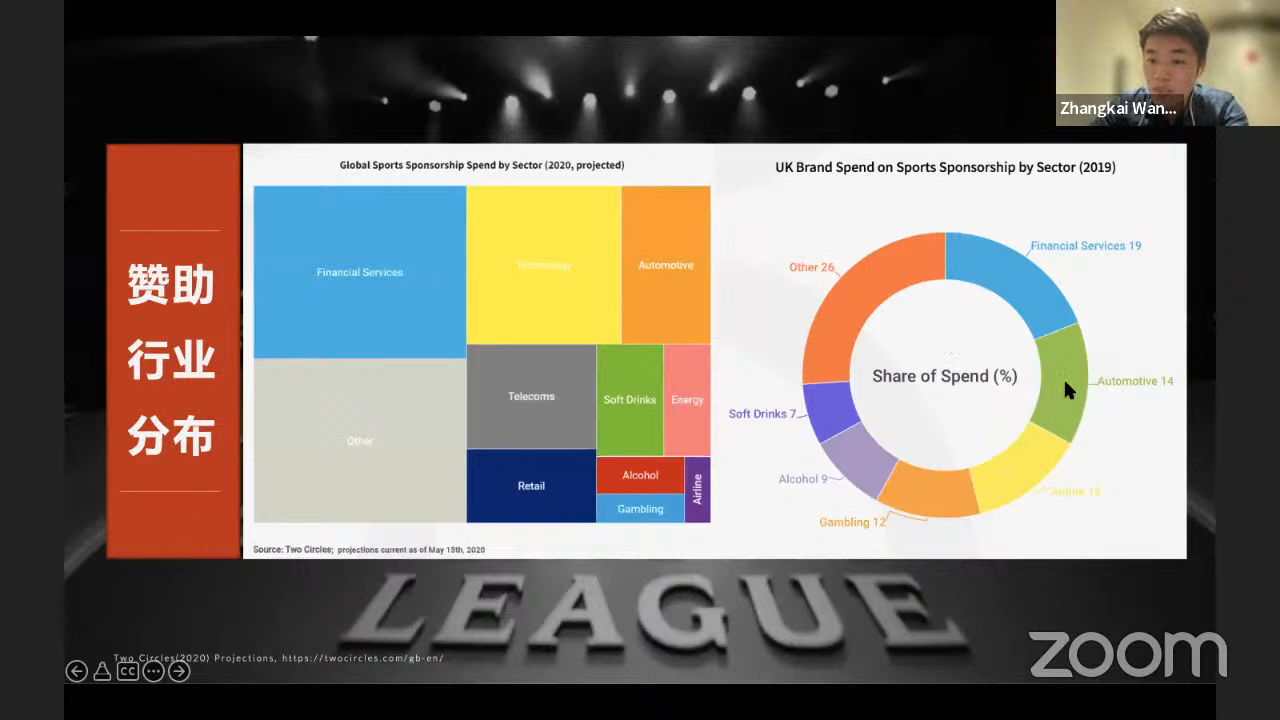 Zhangkai Wan...
赞助
行业
分布
Global Sports Sponsorship Spend by Sector (2020, projected)
Financial Services
Technology
Automotive
Other
Telecoms
Soft Drinks
Energy
Retail
Alcohol
Gambling
Airline
Source: Two Circles; projections current as of May 15th, 2020
UK Brand Spend on Sports Sponsorship by Sector (2019)
Financial Services 19
Other 26
Share of Spend (%)
Automotive 14
Soft Drinks 7
Alcohol 9
Airline
Gambling 12
LEAGUE
Two Circles(2020) Projections, https://twocircles.com/gb-en/
CC
zoom